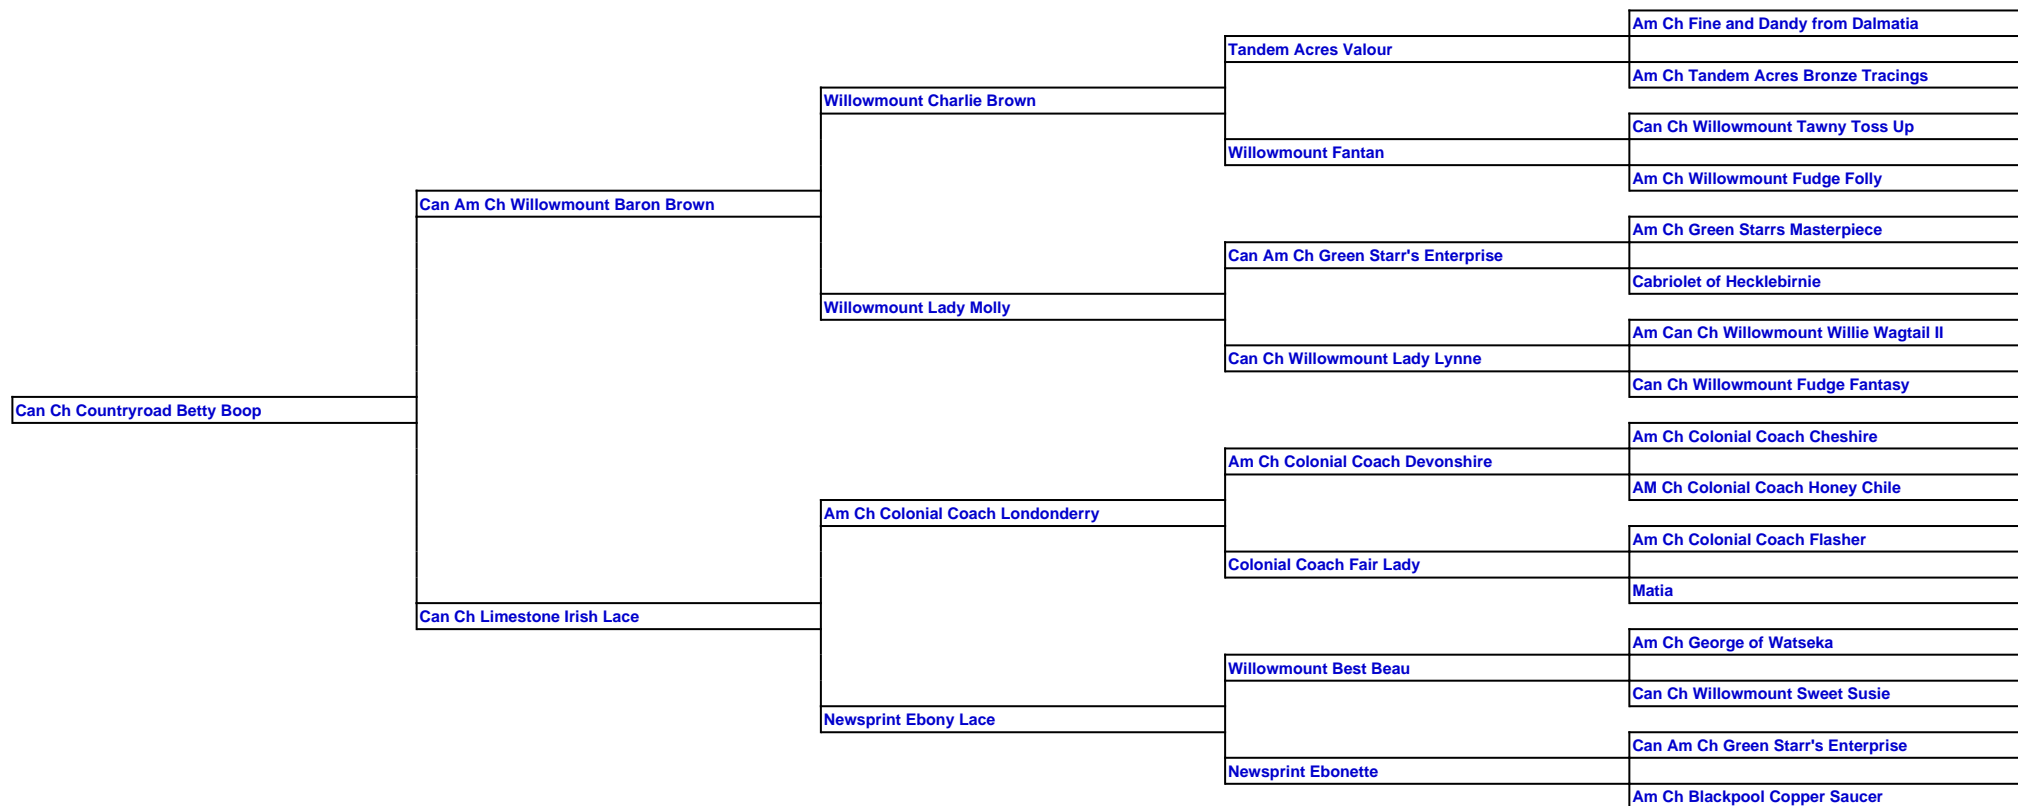 Am Ch Fine and Dandy from Dalmatia
Tandem Acres Valour
Am Ch Tandem Acres Bronze Tracings
Willowmount Charlie Brown
Can Ch Willowmount Tawny Toss Up
Willowmount Fantan
Am Ch Willowmount Fudge Folly
Can Am Ch Willowmount Baron Brown
Am Ch Green Starrs Masterpiece
Can Am Ch Green Starr's Enterprise
Cabriolet of Hecklebirnie
Willowmount Lady Molly
Am Can Ch Willowmount Willie Wagtail II
Can Ch Willowmount Lady Lynne
Can Ch Willowmount Fudge Fantasy
Can Ch Countryroad Betty Boop
Am Ch Colonial Coach Cheshire
Am Ch Colonial Coach Devonshire
AM Ch Colonial Coach Honey Chile
Am Ch Colonial Coach Londonderry
Am Ch Colonial Coach Flasher
Colonial Coach Fair Lady
Matia
Can Ch Limestone Irish Lace
Am Ch George of Watseka
Willowmount Best Beau
Can Ch Willowmount Sweet Susie
Newsprint Ebony Lace
Can Am Ch Green Starr's Enterprise
Newsprint Ebonette
Am Ch Blackpool Copper Saucer